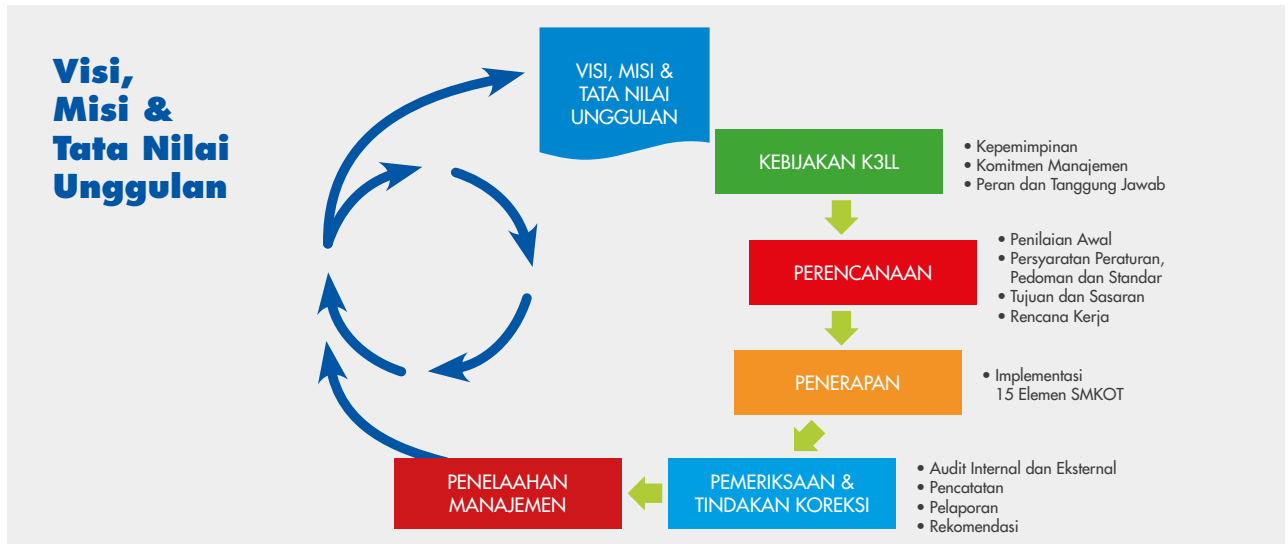 Visi,
Misi &
Tata Nilai
Unggulan
VISI, MISI &
TATA NILAI
UNGGULAN
KEBIJAKAN K3LL
• Kepemimpinan
• Komitmen Manajemen
• Peran dan Tanggung Jawab
PERENCANAAN
• Penilaian Awal
• Persyaratan Peraturan,
Pedoman dan Standar
• Tujuan dan Sasaran
• Rencana Kerja
PENERAPAN
• Implementasi
15 Elemen SMKOT
PEMERIKSAAN &
TINDAKAN KOREKSI
• Audit Internal dan Eksternal
• Pencatatan
• Pelaporan
• Rekomendasi
PENELAAHAN
MANAJEMEN